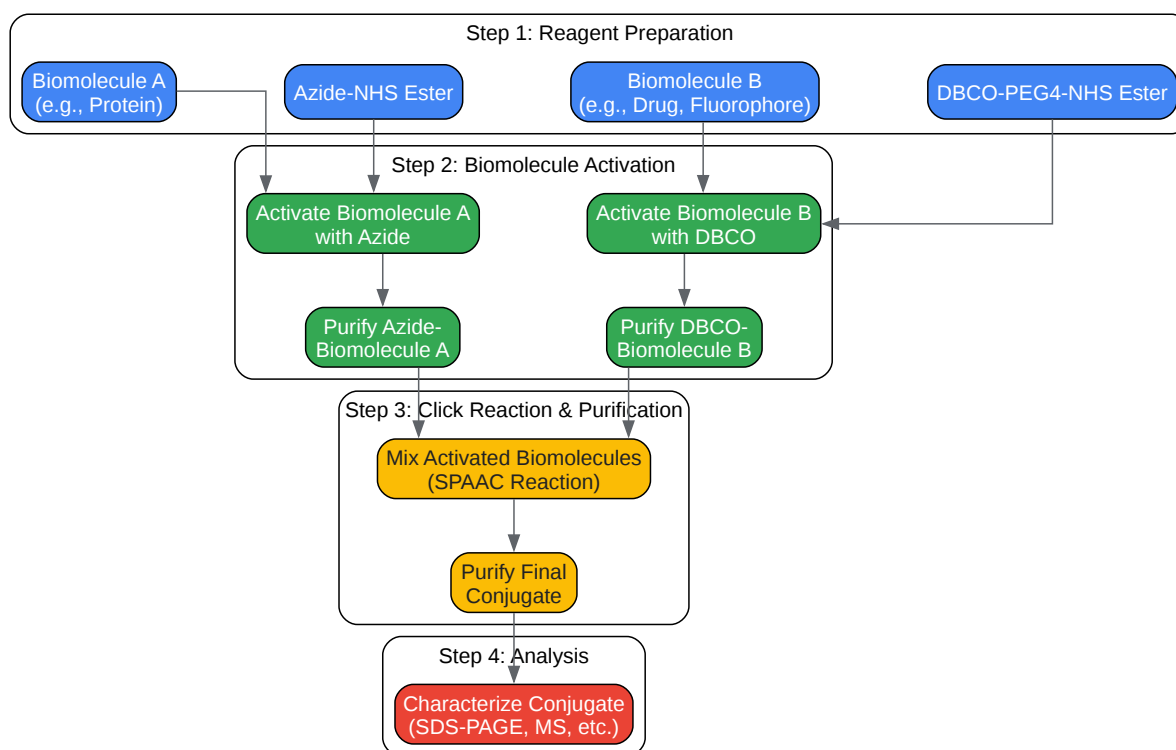 Step 1: Reagent Preparation
Biomolecule A
(e.g., Protein)
Azide-NHS Ester
Biomolecule B
(e.g., Drug, Fluorophore)
DBCO-PEG4-NHS Ester
Step 2: Biomolecule Activation
Activate Biomolecule A
with Azide
Activate Biomolecule B
with DBCO
Purify Azide-
Biomolecule A
Purify DBCO-
Biomolecule B
Step 3: Click Reaction & Purification
Mix Activated Biomolecules
(SPAAC Reaction)
Purify Final
Conjugate
Step 4: Analysis
Characterize Conjugate
(SDS-PAGE, MS, etc.)